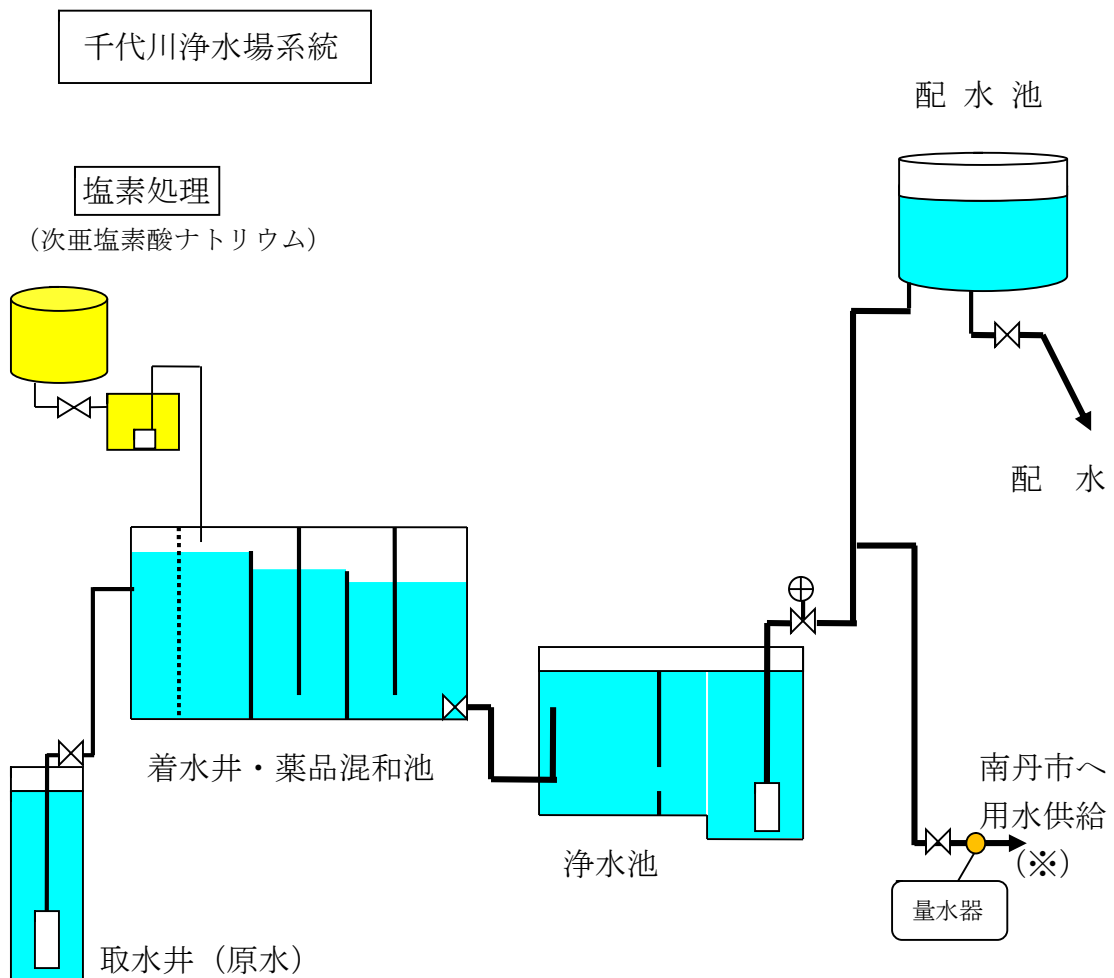 千代川浄水場系統
配水池
塩素処理
（次亜塩素酸ナトリウム）
配 水
着水井・薬品混和池
南丹市へ
用水供給
（※）
浄水池
量水器
取水井（原水）